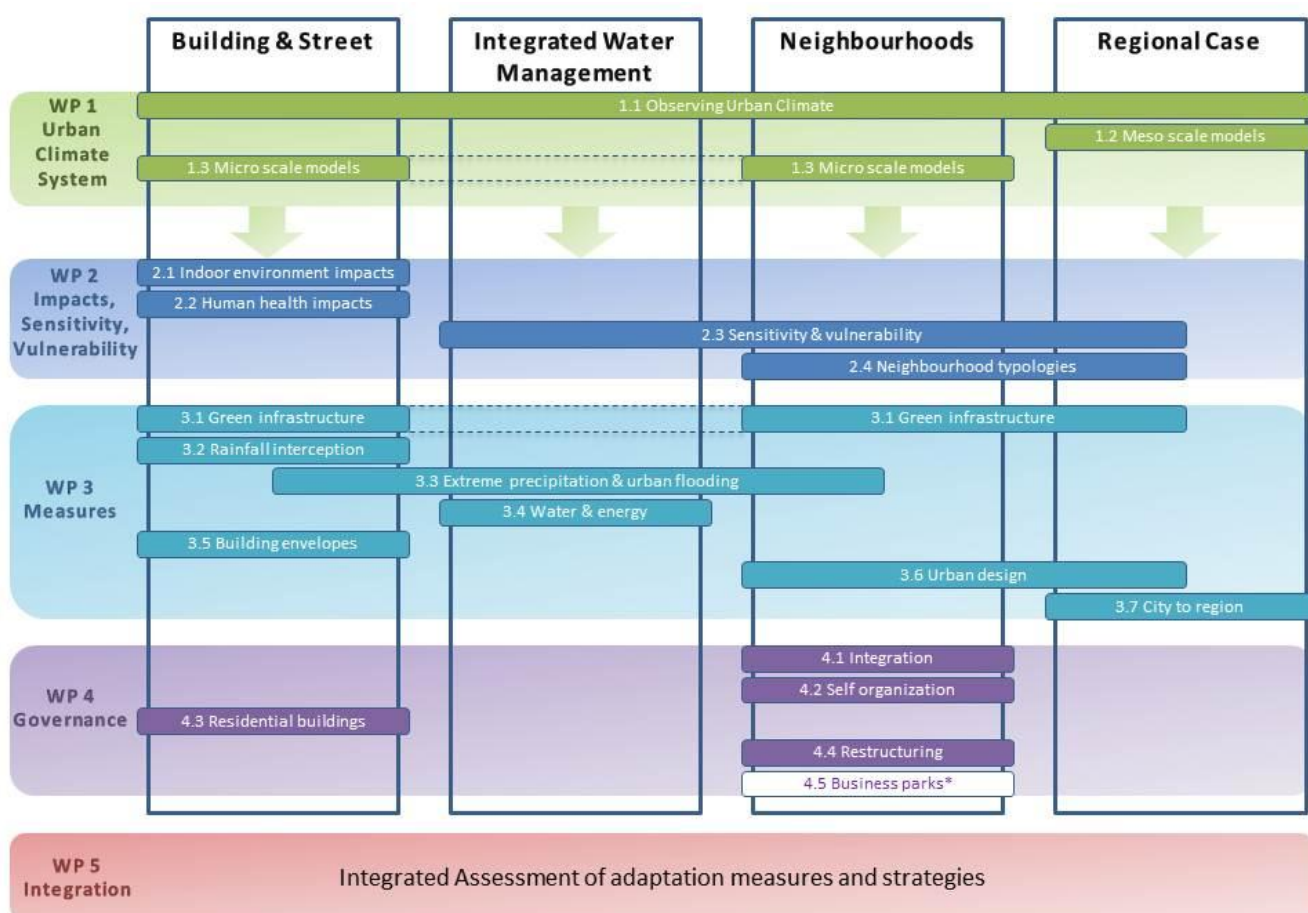 Building & Street
Integrated Water
Management
Neighbourhoods
Regional Case
WP 1
Urban
Climate
System
1.1 Observing Urban Climate
1.2 Meso scale models
1.3 Micro scale models
1.3 Micro scale models
WP 2
Impacts,
Sensitivity,
Vulnerability
2.1 Indoor environment impacts
2.2 Human health impacts
2.3 Sensitivity & vulnerability
2.4 Neighbourhood typologies
WP 3
Measures
3.1 Green infrastructure
3.1 Green infrastructure
3.2 Rainfall interception
3.3 Extreme precipitation & urban flooding
3.4 Water & energy
3.5 Building envelopes
3.6 Urban design
3.7 City to region
WP 4
Governance
4.1 Integration
4.2 Self organization
4.3 Residential buildings
4.4 Restructuring
4.5 Business parks*
WP 5
Integration
Integrated Assessment of adaptation measures and strategies